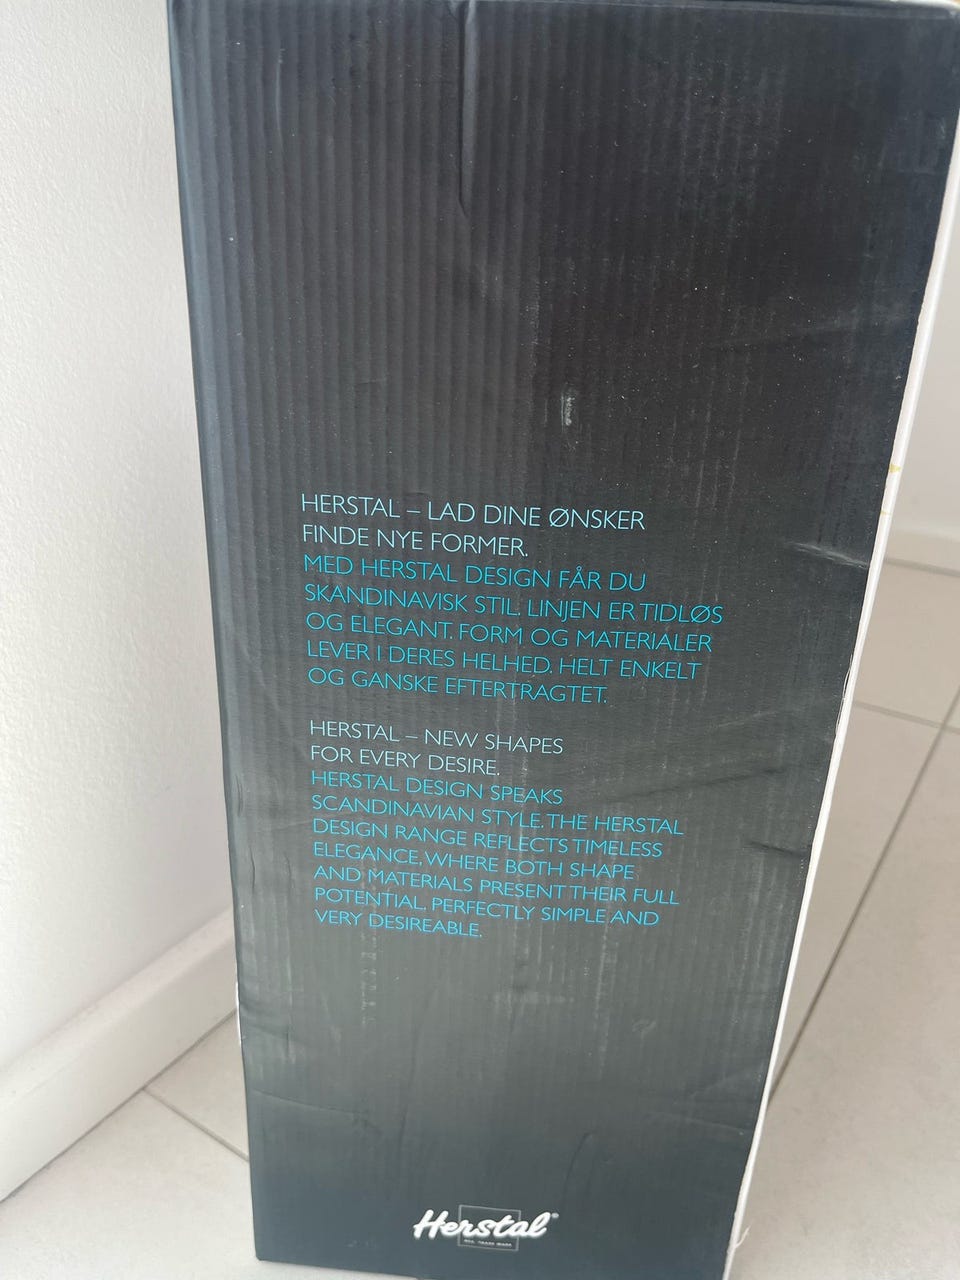 HERSTAL – LAD DINE ØNSKER
FINDE NYE FORMER.
MED HERSTAL DESIGN FÅR DU
SKANDINAVISK STIL. LINJEN ER TIDLØS
OG ELEGANT. FORM OG MATERIALER
LEVER I DERES HELHED. HELT ENKELT
OG GANSKE EFTERTRAGTET.
HERSTAL – NEW SHAPES
FOR EVERY DESIRE.
HERSTAL DESIGN SPEAKS
SCANDINAVIAN STYLE. THE HERSTAL
DESIGN RANGE REFLECTS TIMELESS
ELEGANCE, WHERE BOTH SHAPE
AND MATERIALS PRESENT THEIR FULL
POTENTIAL. PERFECTLY SIMPLE AND
VERY DESIREABLE.
Herstal®
REG. TRADE MARK